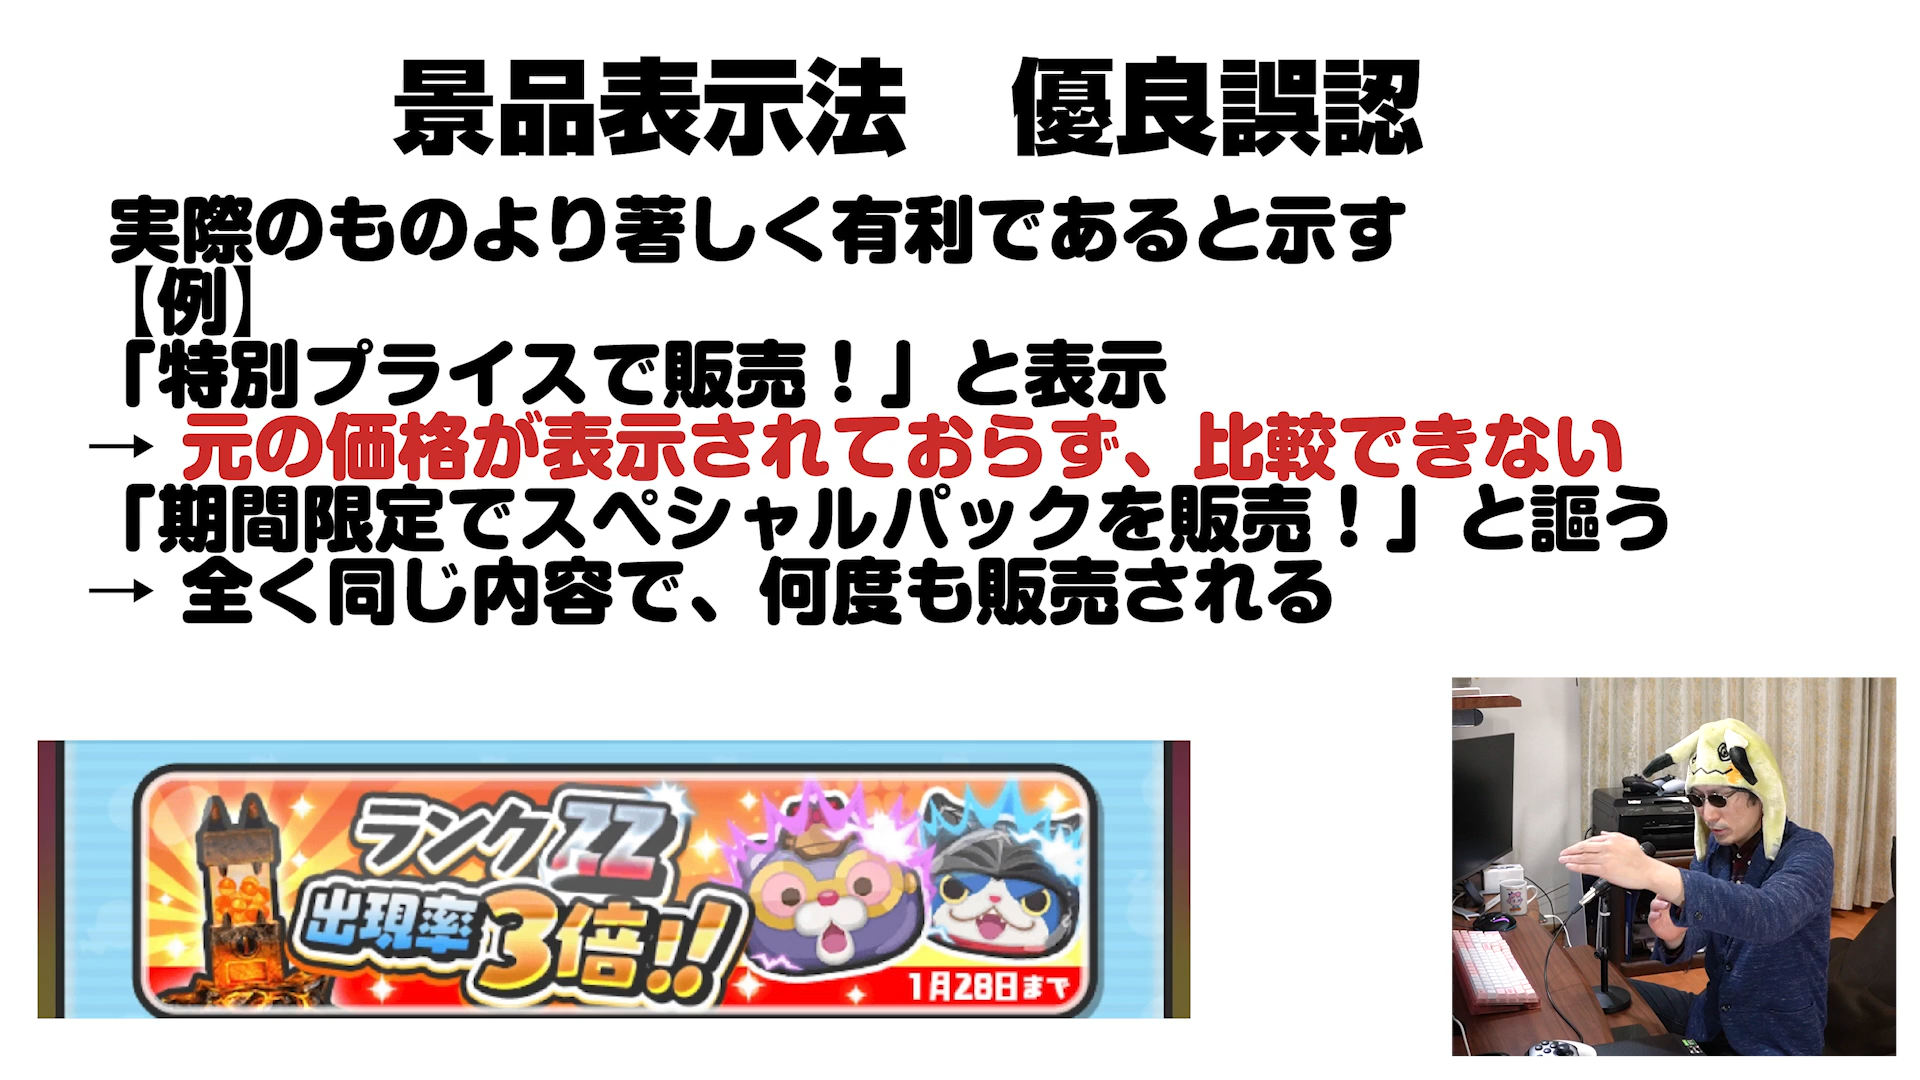 景品表示法　優良誤認
実際のものより著しく有利であると示す
【例】
「特別プライスで販売！」と表示
→ 元の価格が表示されておらず、比較できない
「期間限定でスペシャルパックを販売！」と謳う
→ 全く同じ内容で、何度も販売される
ランクZZ
出現率3倍!!
1月28日まで